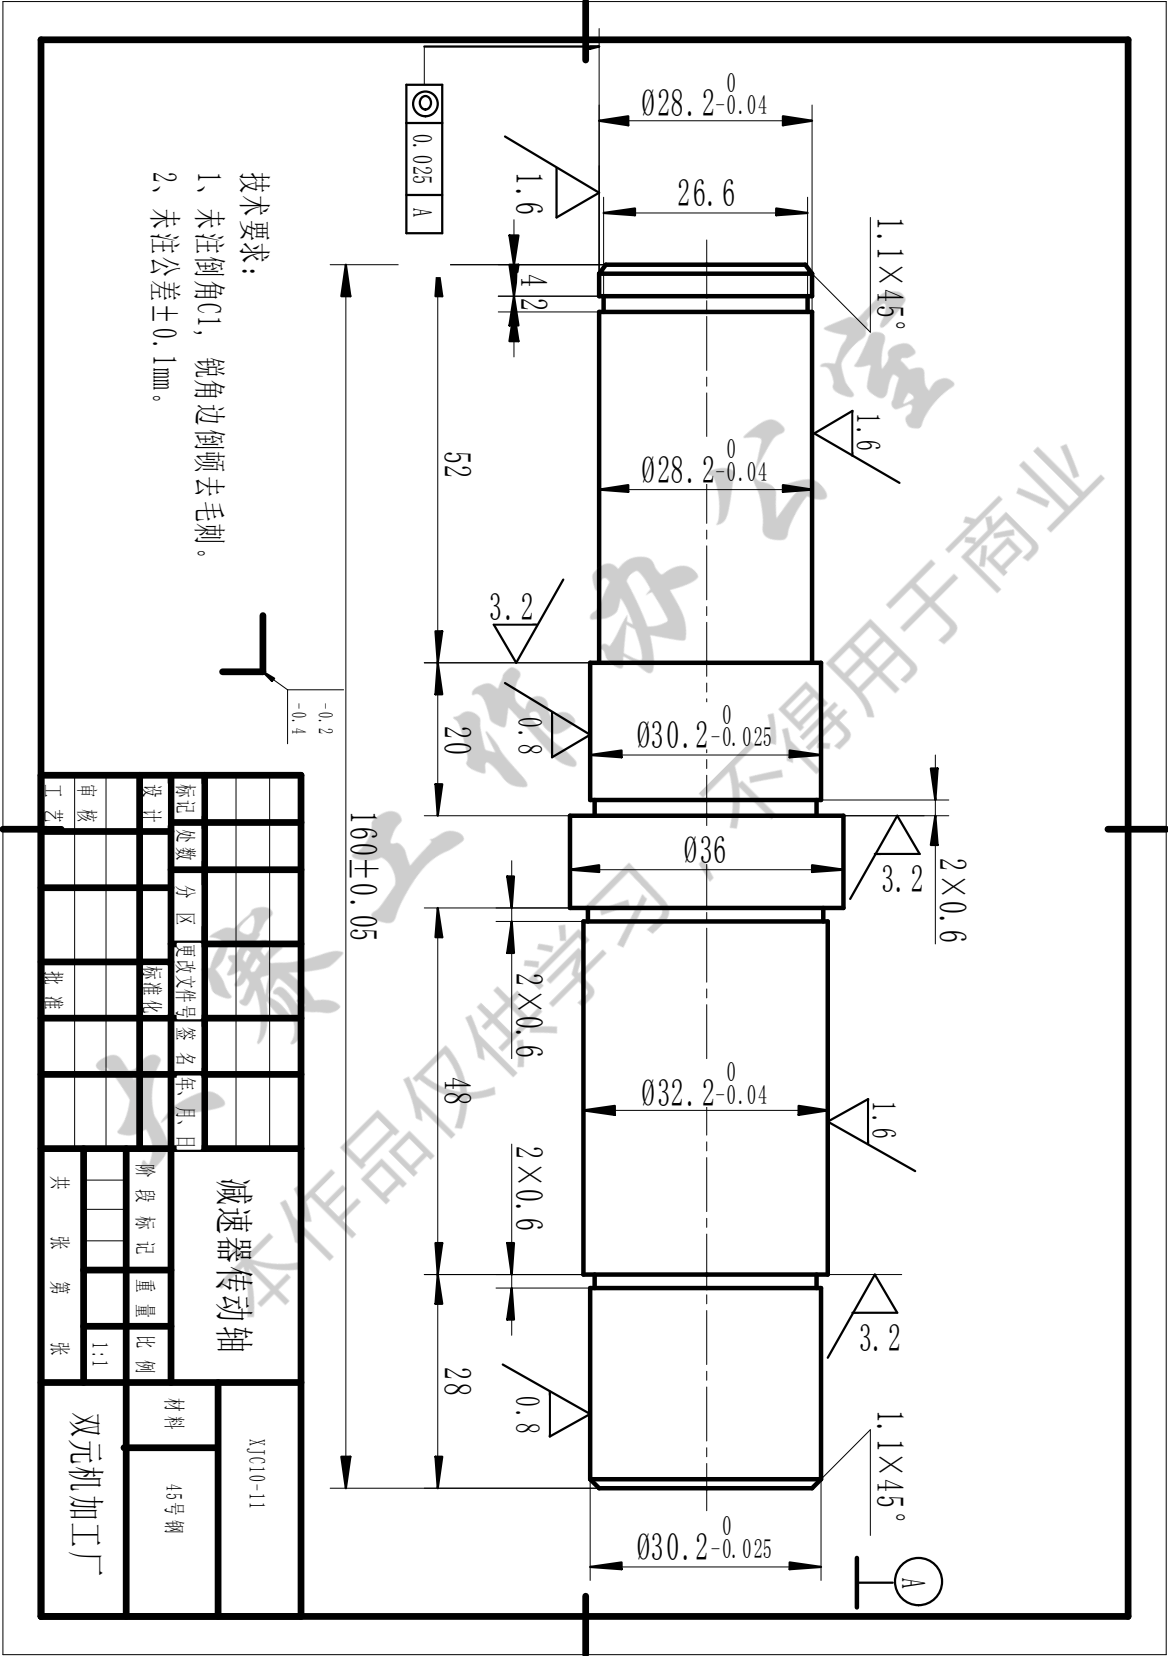 Ø28.2 0 -0.04
26.6
1.1×45°
1.6
◎ 0.025 A
4
2
52
Ø28.2 0 -0.04
1.6
3.2
0.8
20
Ø30.2 0 -0.025
Ø36
3.2
2×0.6
2×0.6
48
Ø32.2 0 -0.04
1.6
2×0.6
3.2
28
0.8
1.1×45°
Ø30.2 0 -0.025
A
160±0.05
-0.2
-0.4
技术要求：
1、未注倒角C1，锐角边倒顿去毛刺。
2、未注公差±0.1mm。
标记 处数 分区 更改文件号 签名 年、月、日
设计 标准化
审核
工艺 批准
减速器传动轴
阶段标记 重量 比例
1:1
共 张 第 张
XJC10-11
材料 45号钢
双元机加工厂
大赛工作办公室
本作品仅供学习，不得用于商业